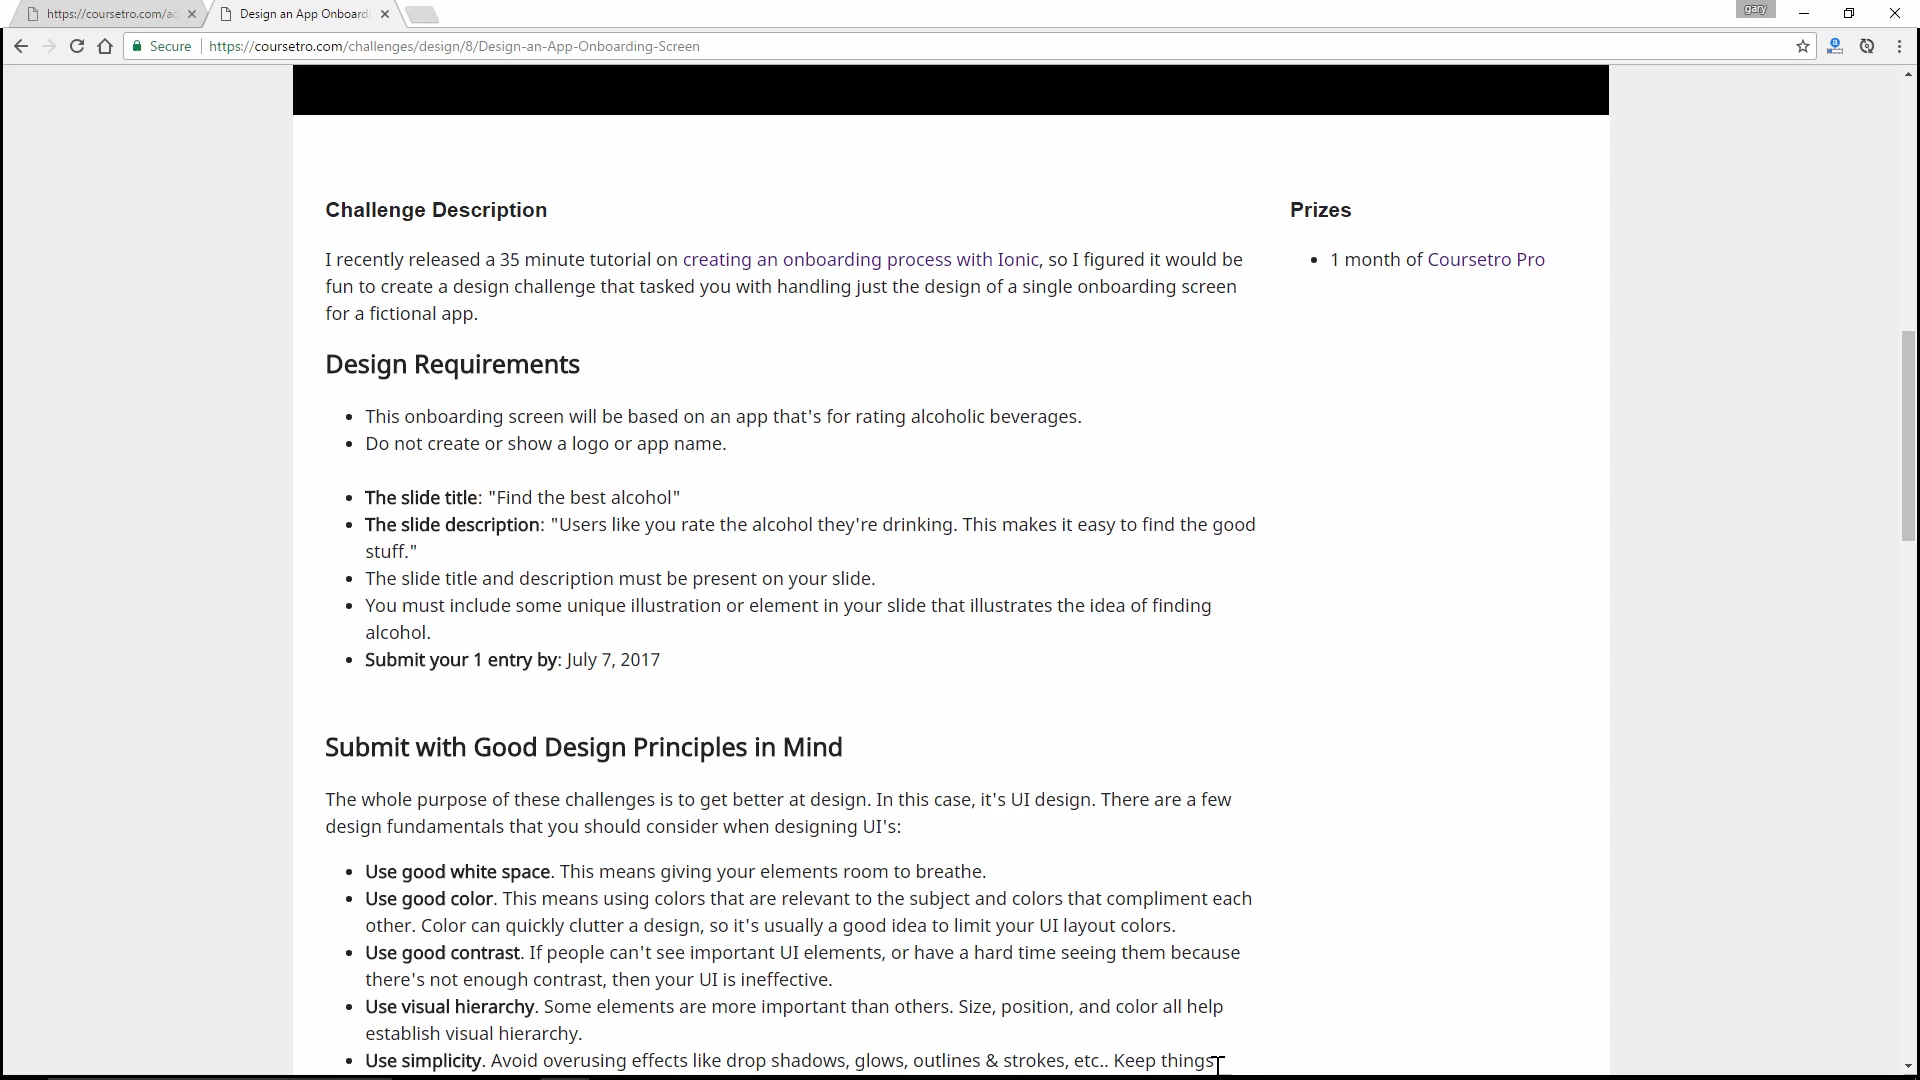 https://coursetro.com/ad
Design an App Onboardi
gary
Secure
https://coursetro.com/challenges/design/8/Design-an-App-Onboarding-Screen
Challenge Description
I recently released a 35 minute tutorial on creating an onboarding process with Ionic, so I figured it would be
fun to create a design challenge that tasked you with handling just the design of a single onboarding screen
for a fictional app.
Design Requirements
• This onboarding screen will be based on an app that's for rating alcoholic beverages.
• Do not create or show a logo or app name.
• The slide title: "Find the best alcohol"
• The slide description: "Users like you rate the alcohol they're drinking. This makes it easy to find the good
stuff."
• The slide title and description must be present on your slide.
• You must include some unique illustration or element in your slide that illustrates the idea of finding
alcohol.
• Submit your 1 entry by: July 7, 2017
Submit with Good Design Principles in Mind
The whole purpose of these challenges is to get better at design. In this case, it's UI design. There are a few
design fundamentals that you should consider when designing UI's:
• Use good white space. This means giving your elements room to breathe.
• Use good color. This means using colors that are relevant to the subject and colors that compliment each
other. Color can quickly clutter a design, so it's usually a good idea to limit your UI layout colors.
• Use good contrast. If people can't see important UI elements, or have a hard time seeing them because
there's not enough contrast, then your UI is ineffective.
• Use visual hierarchy. Some elements are more important than others. Size, position, and color all help
establish visual hierarchy.
• Use simplicity. Avoid overusing effects like drop shadows, glows, outlines & strokes, etc.. Keep things
Prizes
• 1 month of Coursetro Pro